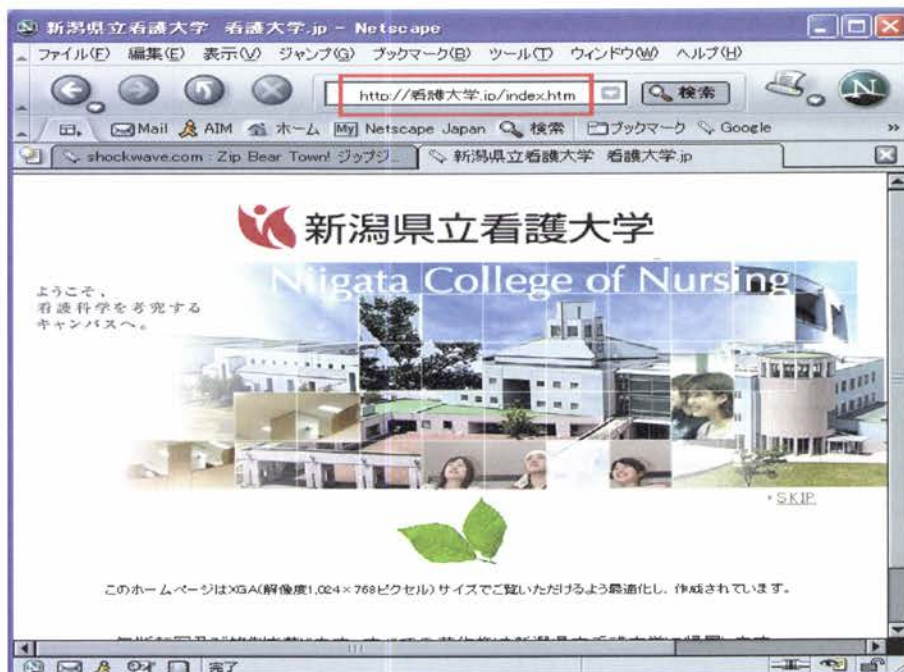 新潟県立看護大学 看護大学.jp - Netscape
ファイル(F) 編集(E) 表示(V) ジャンプ(G) ブックマーク(B) ツール(T) ウィンドウ(W) ヘルプ(H)
http://看護大学.jp/index.htm 検索 N
Mail AIM ホーム My Netscape Japan 検索 ブックマーク Google »
shockwave.com : Zip Bear Town! ジップジ... 新潟県立看護大学 看護大学.jp
新潟県立看護大学
Niigata College of Nursing
ようこそ、
看護科学を考究する
キャンパスへ。
SKIP
このホームページはXGA(解像度1,024×768ピクセル)サイズでご覧いただけるよう最適化し、作成されています。
完了